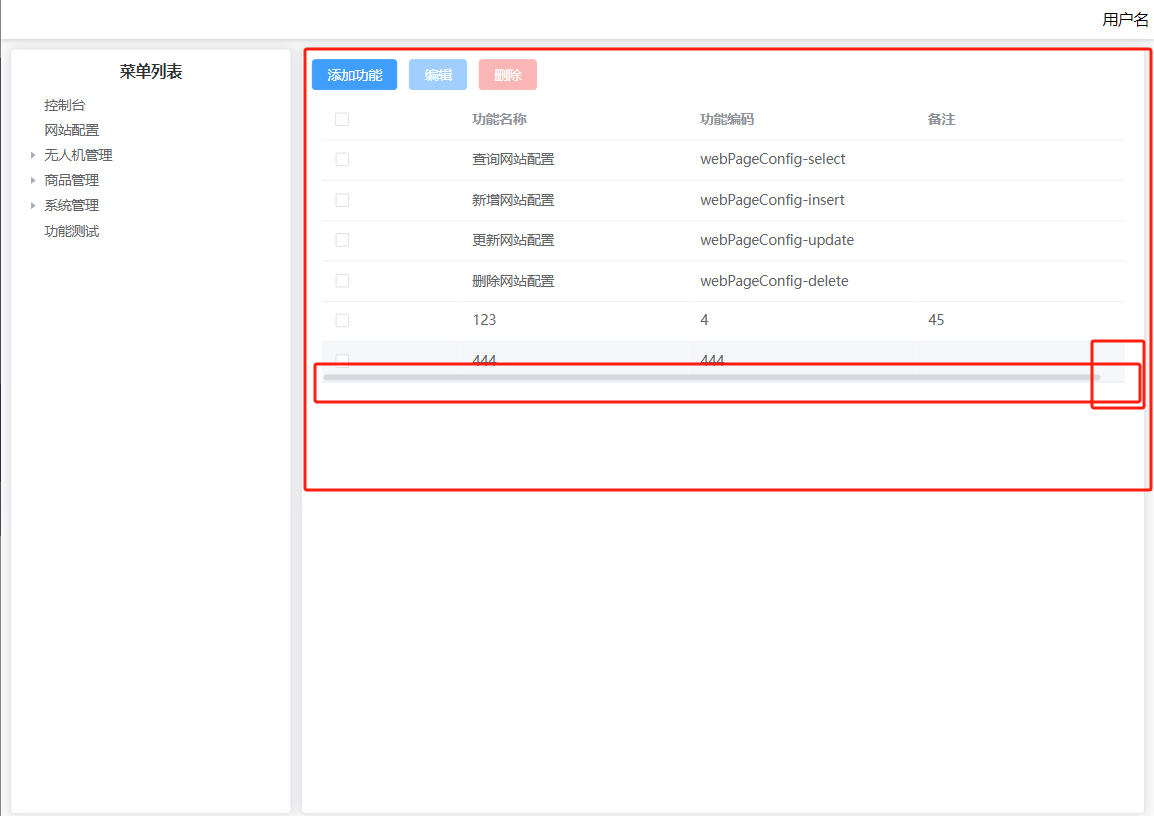 用户名
菜单列表
控制台
网站配置
无人机管理
商品管理
系统管理
功能测试
添加功能 编辑 删除
功能名称 功能编码 备注
查询网站配置 webPageConfig-select
新增网站配置 webPageConfig-insert
更新网站配置 webPageConfig-update
删除网站配置 webPageConfig-delete
123 4 45
444 444